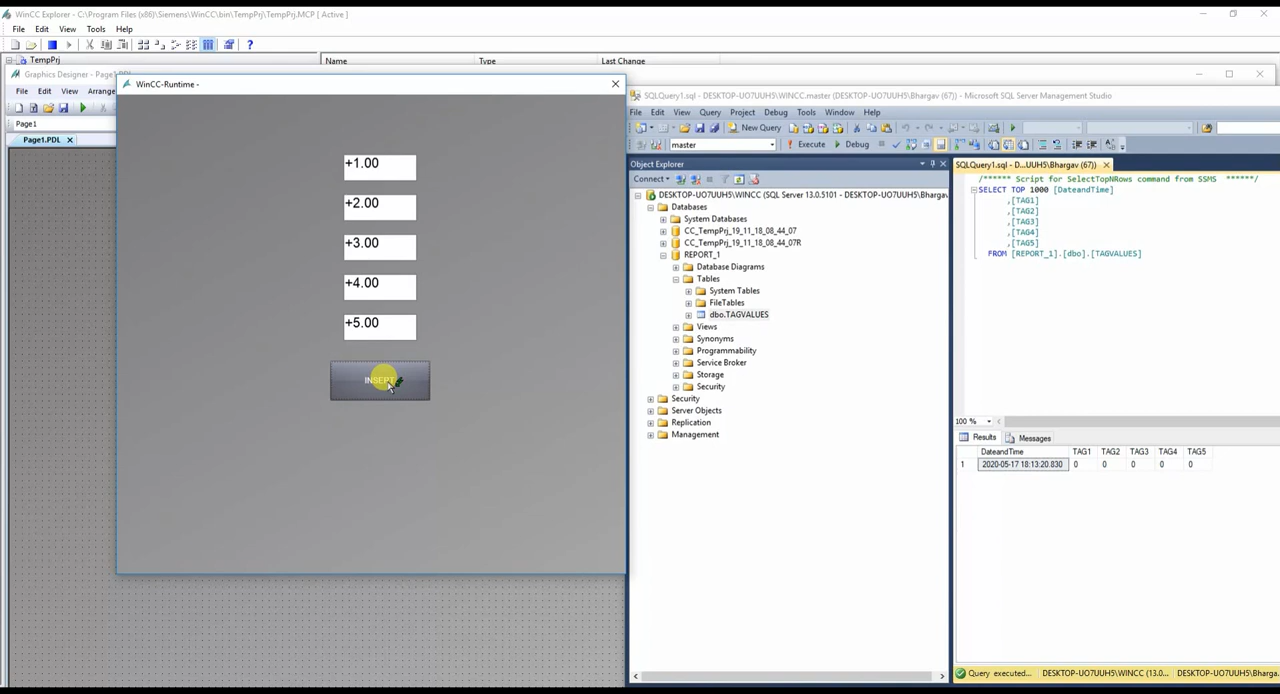 WinCC Explorer - C:\Program Files (x86)\Siemens\WinCC\bin\TempPrj\TempPrj.MCP [ Active ]
File Edit View Tools Help
TempPrj Name Type Last Change
Graphics Designer - Page1.PDL
File Edit View Arrange
Page1
Page1.PDL
WinCC-Runtime -
+1.00
+2.00
+3.00
+4.00
+5.00
INSERT
SQLQuery1.sql - DESKTOP-UO7UUH5\WINCC.master (DESKTOP-UO7UUH5\Bhargav (67)) - Microsoft SQL Server Management Studio
File Edit View Query Project Debug Tools Window Help
New Query
master Execute Debug
Object Explorer
Connect
DESKTOP-UO7UUH5\WINCC (SQL Server 13.0.5101 - DESKTOP-UO7UUH5\Bhargav
Databases
System Databases
CC_TempPrj_19_11_18_08_44_07
CC_TempPrj_19_11_18_08_44_07R
REPORT_1
Database Diagrams
Tables
System Tables
FileTables
dbo.TAGVALUES
Views
Synonyms
Programmability
Service Broker
Storage
Security
Security
Server Objects
Replication
Management
SQLQuery1.sql - D...UUH5\Bhargav (67))
/****** Script for SelectTopNRows command from SSMS ******/
SELECT TOP 1000 [DateandTime]
,[TAG1]
,[TAG2]
,[TAG3]
,[TAG4]
,[TAG5]
FROM [REPORT_1].[dbo].[TAGVALUES]
100 %
Results Messages
DateandTime TAG1 TAG2 TAG3 TAG4 TAG5
1 2020-05-17 18:13:20.830 0 0 0 0 0
Query executed... DESKTOP-UO7UUH5\WINCC (13.0... DESKTOP-UO7UUH5\Bhargav